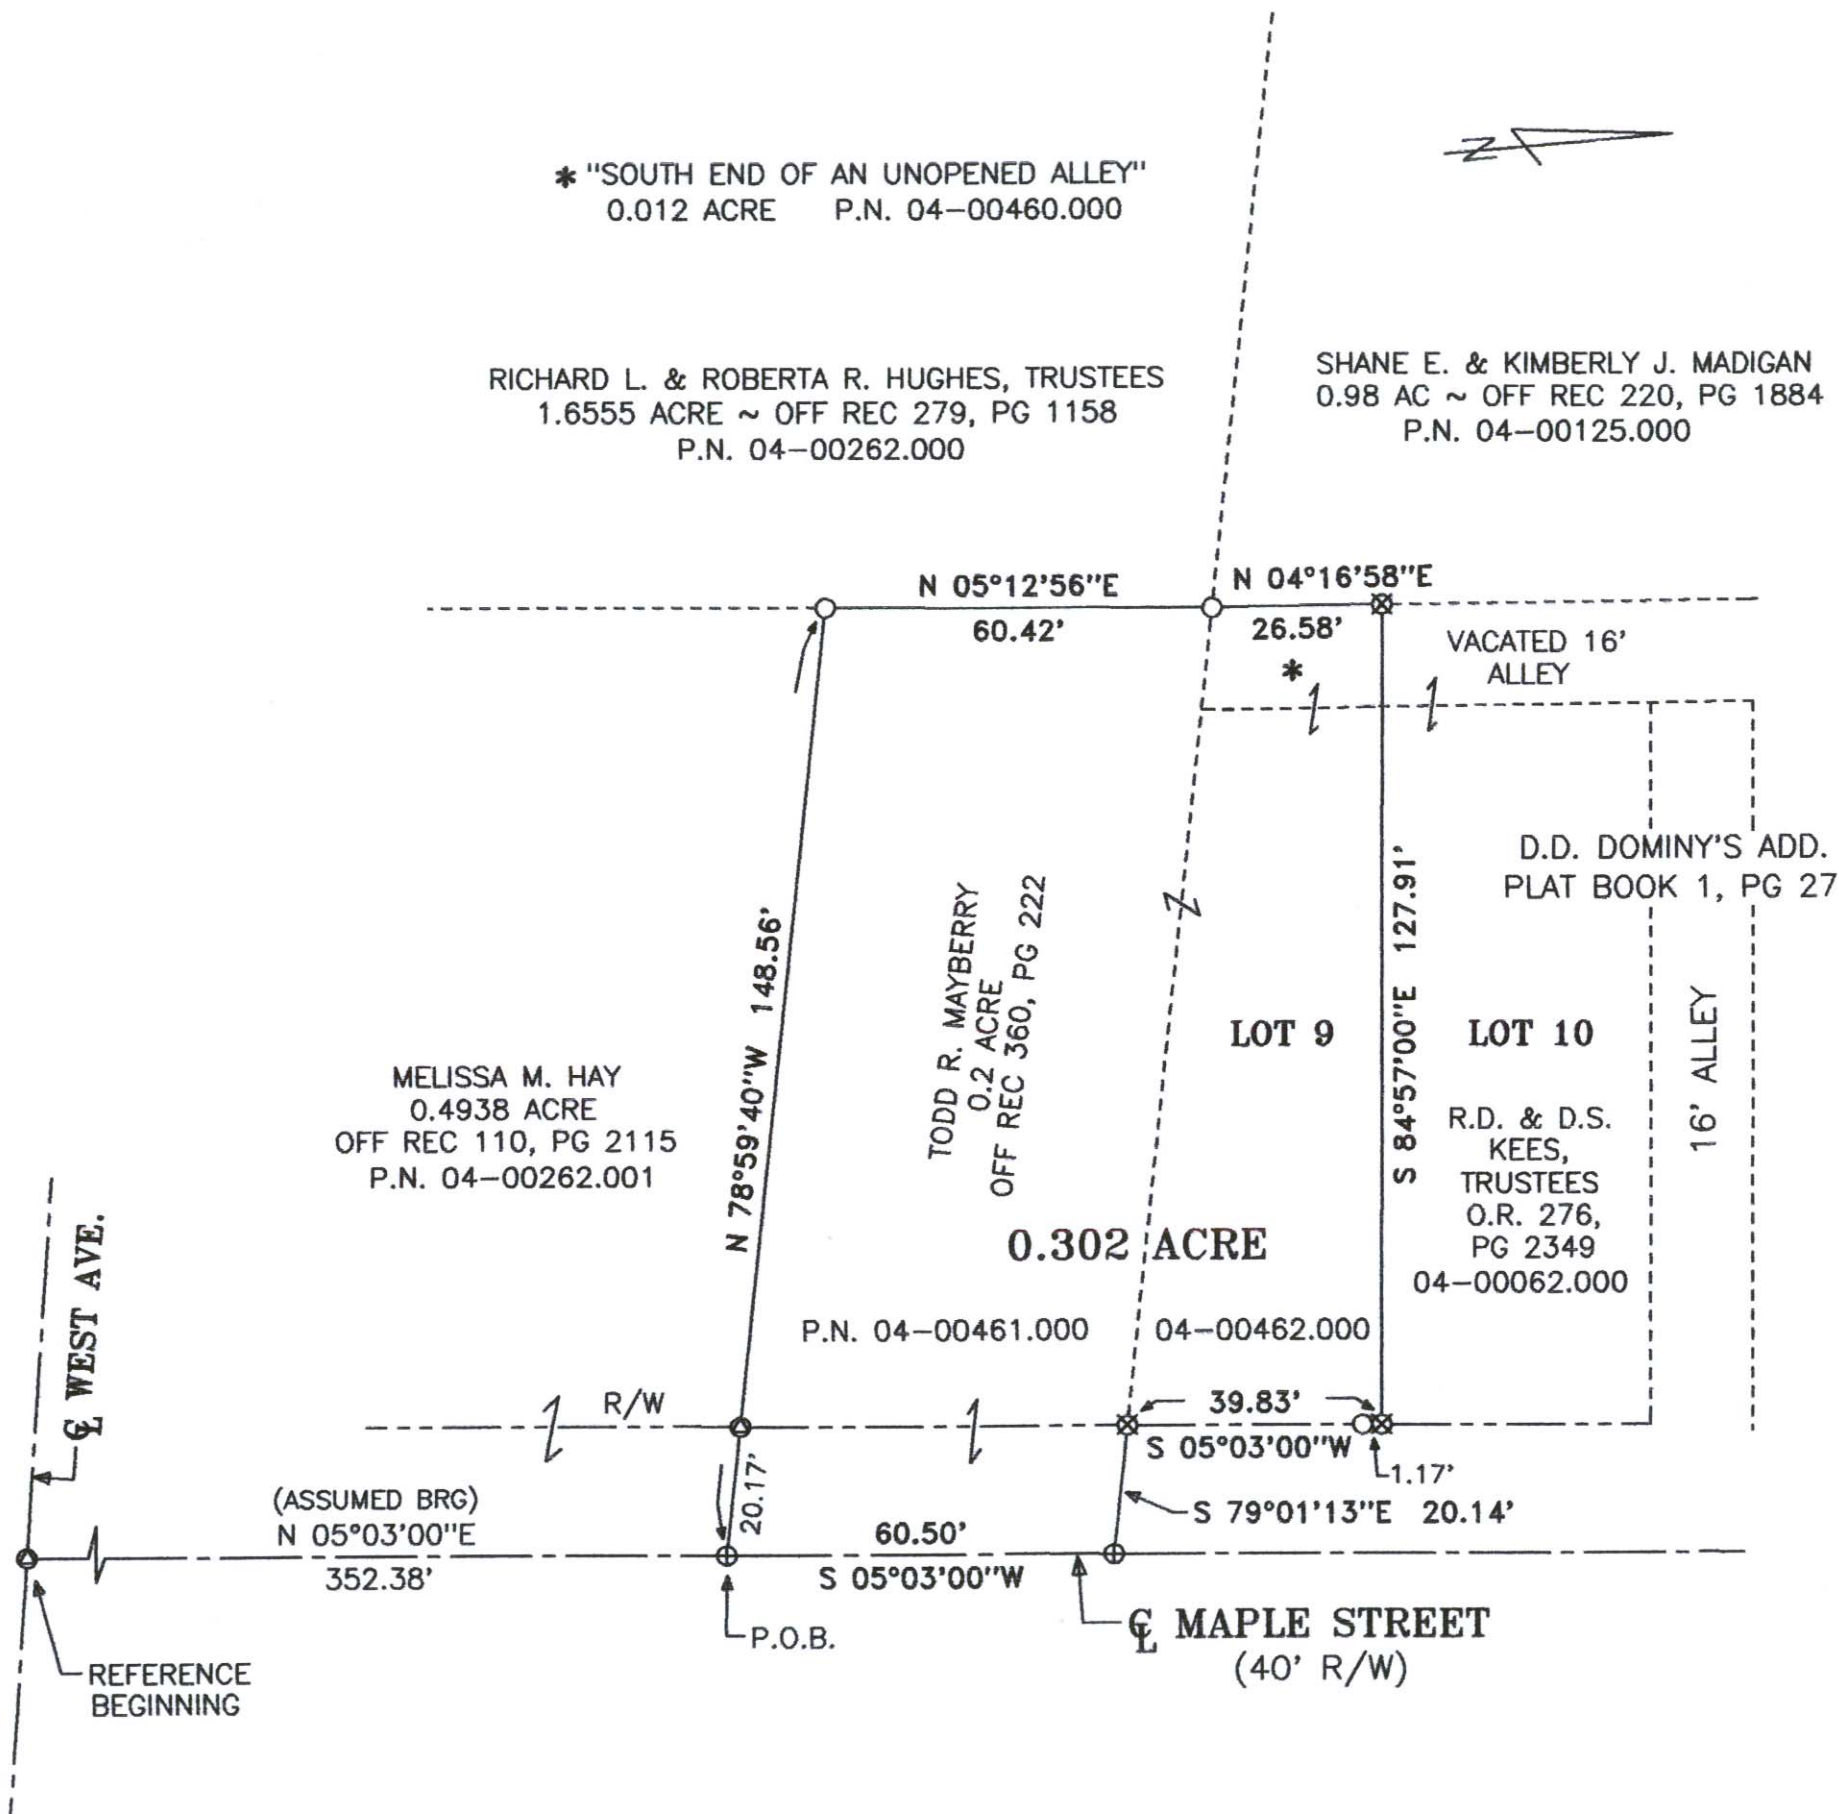 N
* "SOUTH END OF AN UNOPENED ALLEY"
0.012 ACRE P.N. 04–00460.000
RICHARD L. & ROBERTA R. HUGHES, TRUSTEES
1.6555 ACRE ~ OFF REC 279, PG 1158
P.N. 04–00262.000
SHANE E. & KIMBERLY J. MADIGAN
0.98 AC ~ OFF REC 220, PG 1884
P.N. 04–00125.000
N 05°12'56"E
60.42'
N 04°16'58"E
26.58'
*
VACATED 16'
ALLEY
D.D. DOMINY'S ADD.
PLAT BOOK 1, PG 27
N 78°59'40"W 148.56'
TODD R. MAYBERRY
0.2 ACRE
OFF REC 360, PG 222
S 84°57'00"E 127.91'
LOT 9
LOT 10
16' ALLEY
MELISSA M. HAY
0.4938 ACRE
OFF REC 110, PG 2115
P.N. 04–00262.001
R.D. & D.S.
KEES,
TRUSTEES
O.R. 276,
PG 2349
04–00062.000
0.302 ACRE
P.N. 04–00461.000
04–00462.000
℄ WEST AVE.
R/W
39.83'
S 05°03'00"W
1.17'
20.17'
S 79°01'13"E 20.14'
(ASSUMED BRG)
N 05°03'00"E
352.38'
60.50'
S 05°03'00"W
P.O.B.
℄ MAPLE STREET
(40' R/W)
REFERENCE
BEGINNING